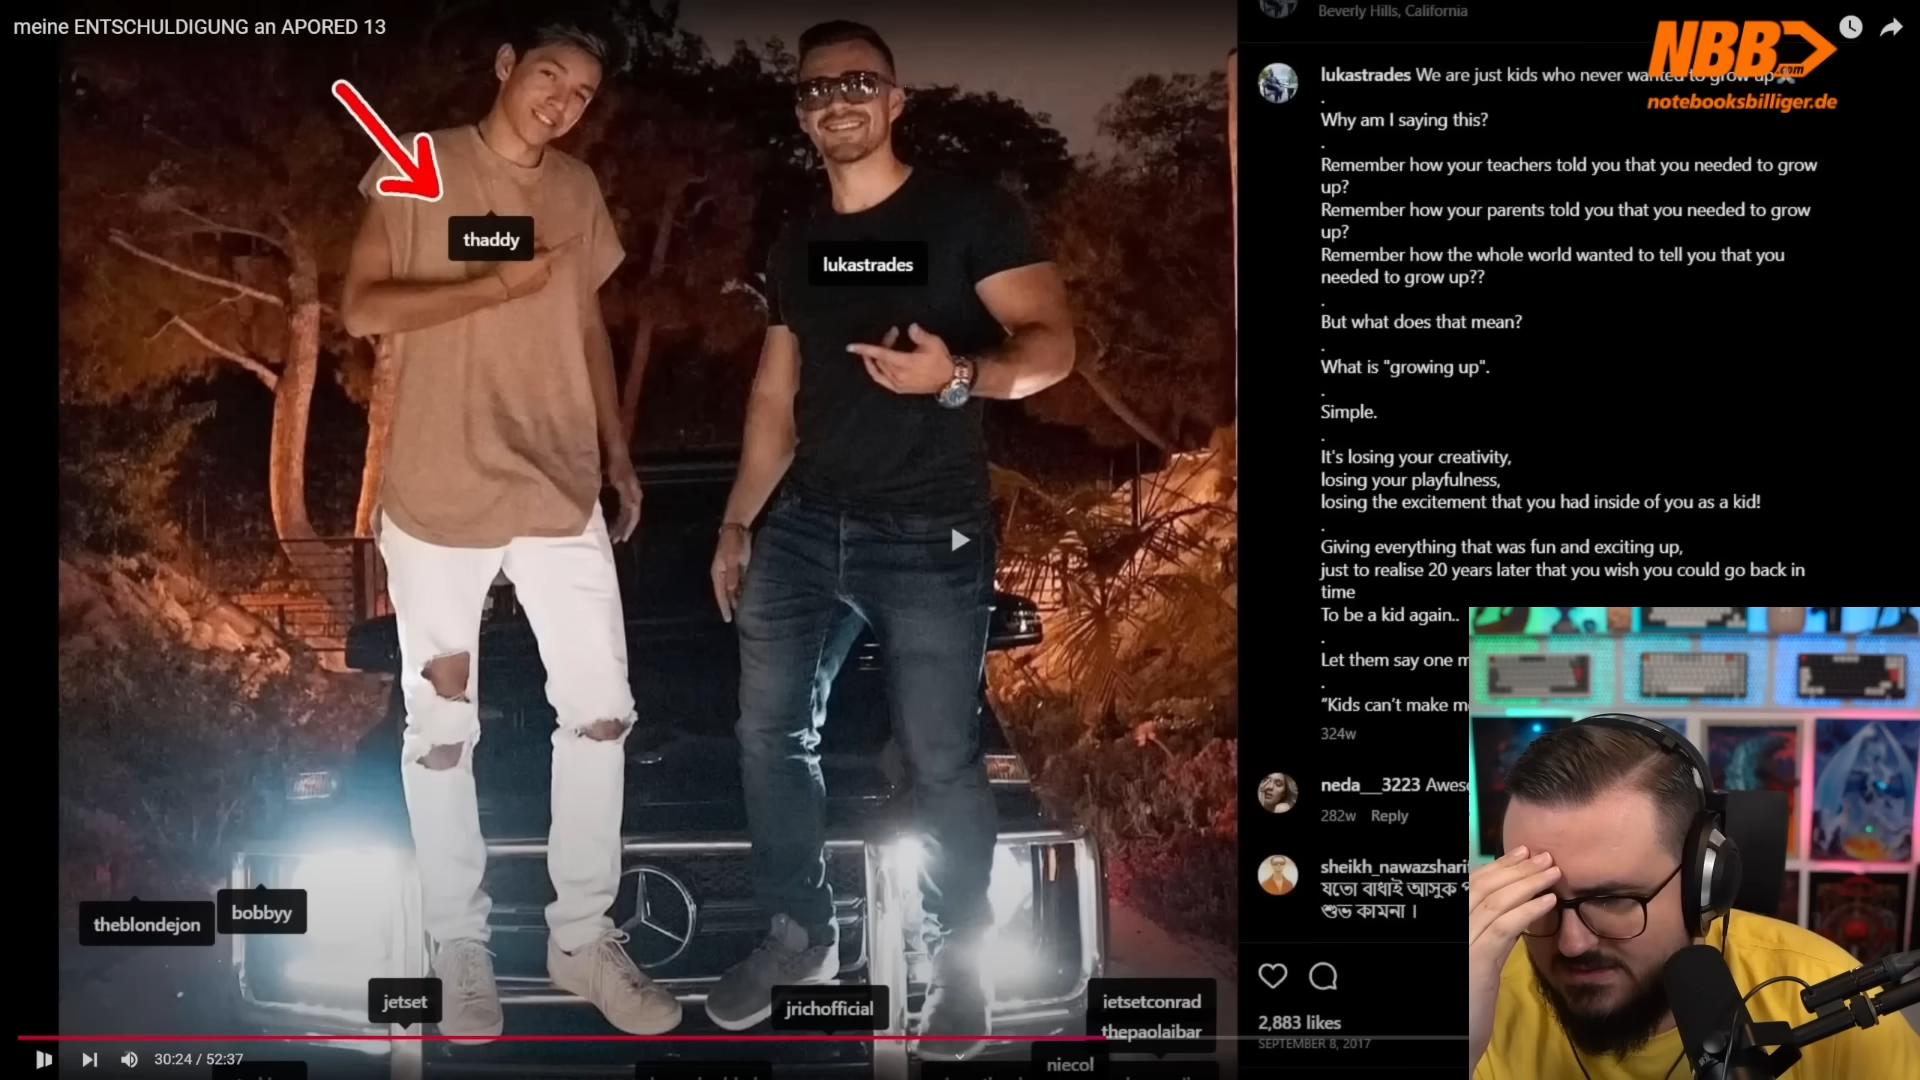 meine ENTSCHULDIGUNG an APORED 13
thaddy
lukastrades
theblondejon
bobbyy
jetset
jrichofficial
ietsetconrad
thepaolaibar
niecol
30:24 / 52:37
Beverly Hills, California
NBB
.com
notebooksbilliger.de
lukastrades We are just kids who never wanted to grow up
.
Why am I saying this?
.
Remember how your teachers told you that you needed to grow
up?
Remember how your parents told you that you needed to grow
up?
Remember how the whole world wanted to tell you that you
needed to grow up??
.
But what does that mean?
.
What is "growing up".
.
Simple.
.
It's losing your creativity,
losing your playfulness,
losing the excitement that you had inside of you as a kid!
.
Giving everything that was fun and exciting up,
just to realise 20 years later that you wish you could go back in
time
To be a kid again..
.
Let them say one m
.
"Kids can't make m
324w
neda__3223 Awes
282w Reply
sheikh_nawazshari
যতো বাধাই আসুক
শুভ কামনা ।
2,883 likes
SEPTEMBER 8, 2017